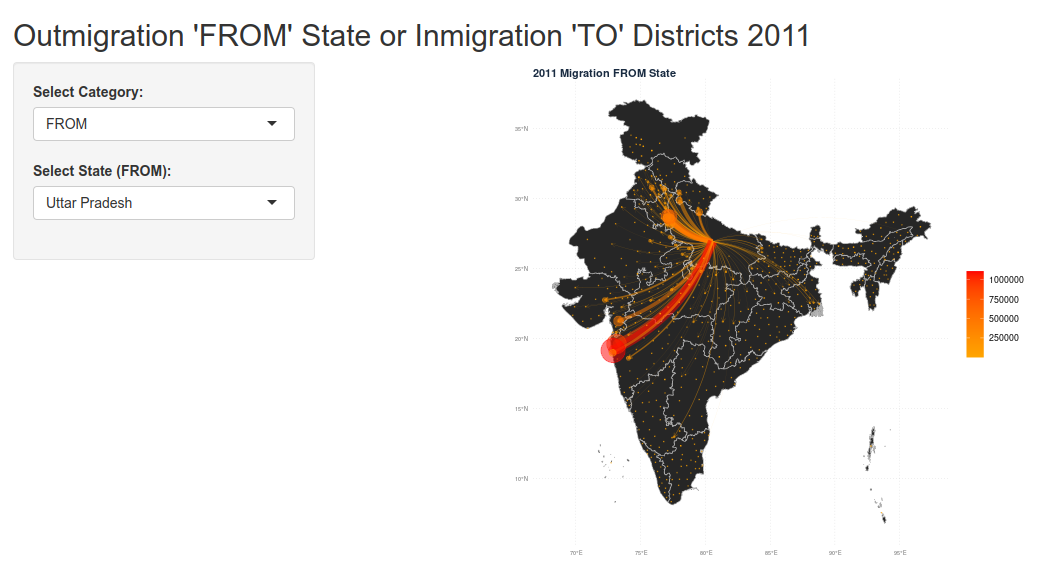 Outmigration 'FROM' State or Inmigration 'TO' Districts 2011
Select Category:
FROM
Select State (FROM):
Uttar Pradesh
2011 Migration FROM State
35°N
30°N
25°N
20°N
15°N
10°N
70°E
75°E
80°E
85°E
90°E
95°E
1000000
750000
500000
250000